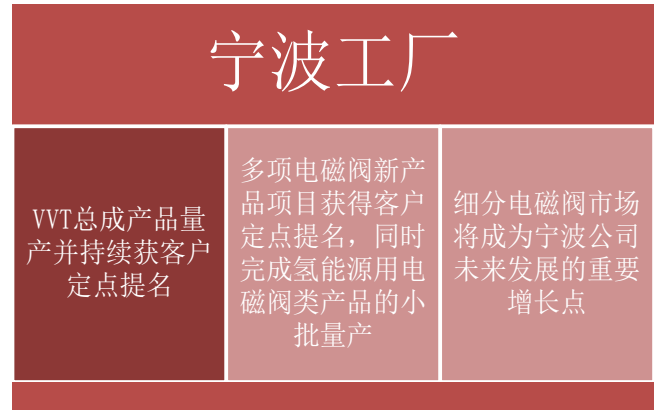 宁波工厂
VVT总成产品量
产并持续获客户
定点提名
多项电磁阀新产
品项目获得客户
定点提名，同时
完成氢能源用电
磁阀类产品的小
批量产
细分电磁阀市场
将成为宁波公司
未来发展的重要
增长点